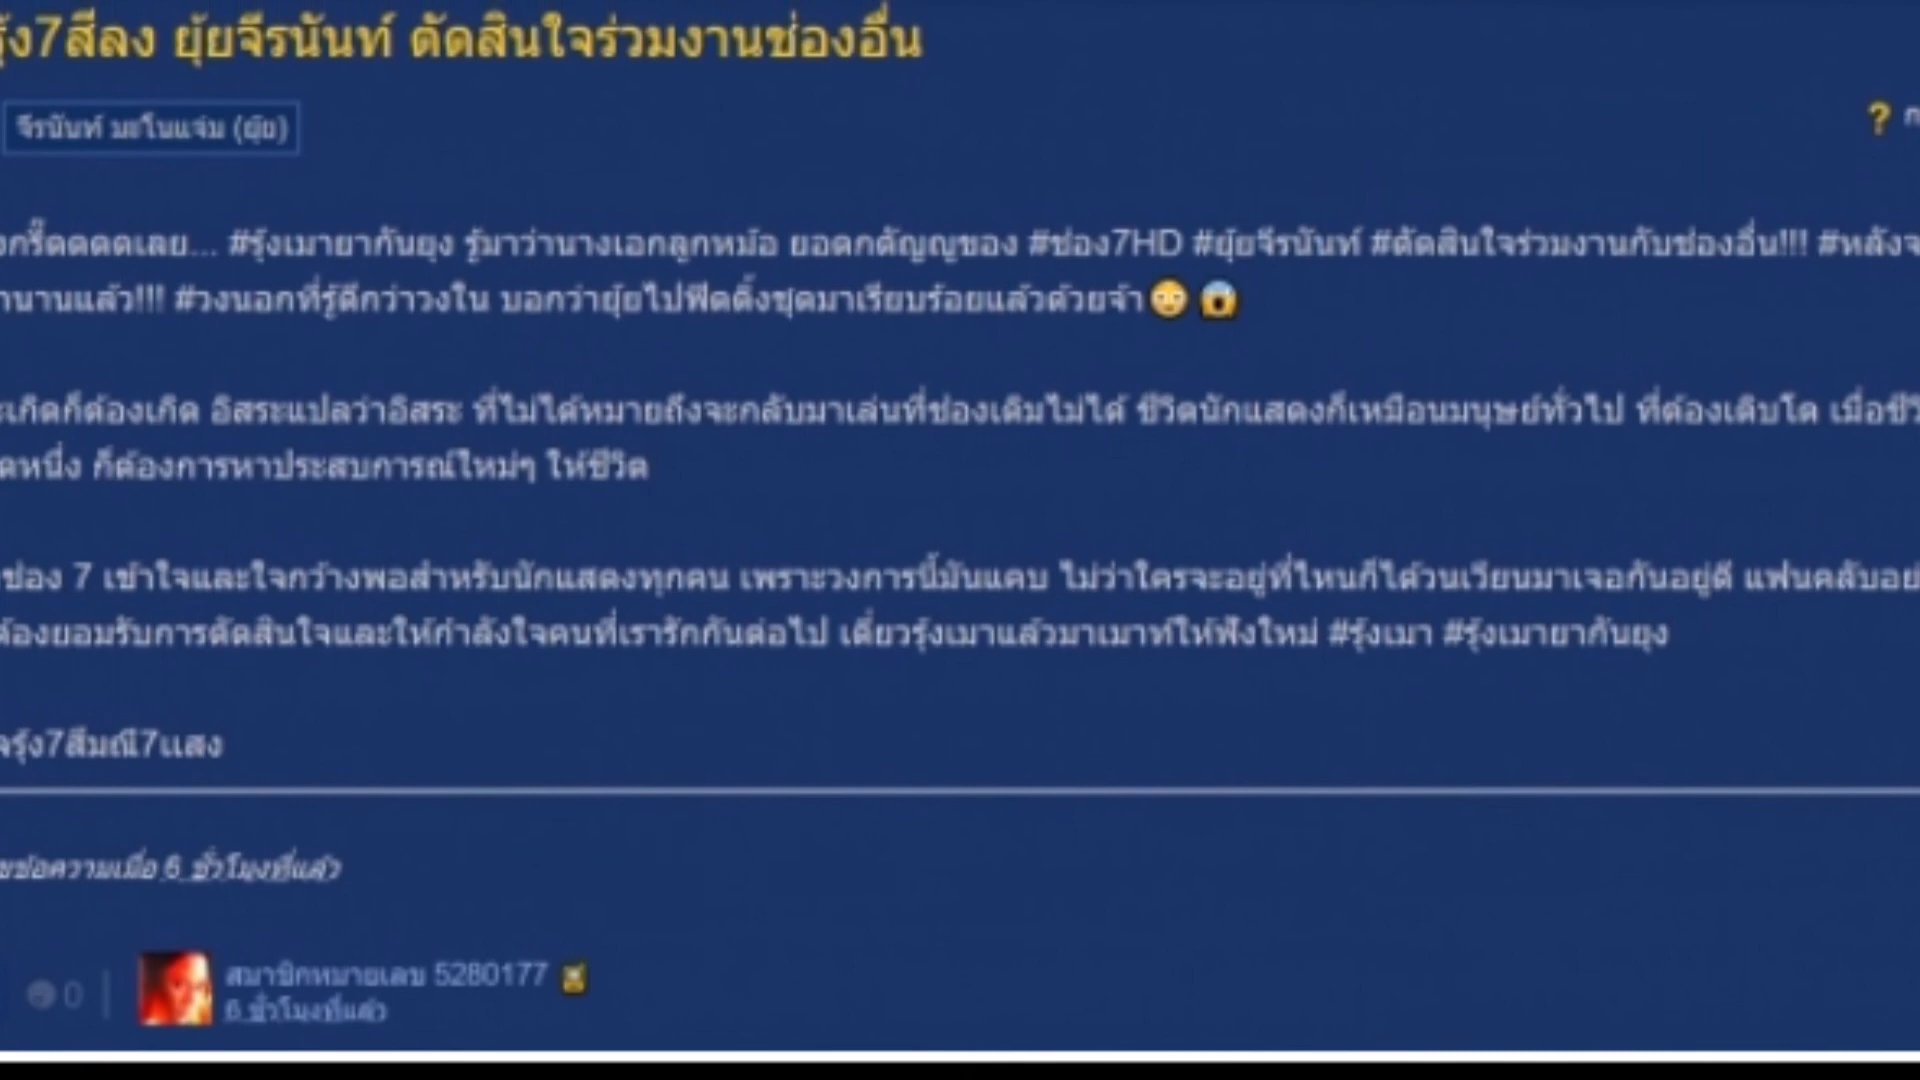 รุ้ง7สีลง ยุ้ยจีรนันท์ ตัดสินใจร่วมงานช่องอื่น
จีรนันท์ มะโนแจ่ม (ยุ้ย)
?
กรี๊ดดดดเลย... #รุ้งเมายากันยุง รู้มาว่านางเอกลูกหม้อ ยอดกตัญญูของ #ช่อง7HD #ยุ้ยจีรนันท์ #ตัดสินใจร่วมงานกับช่องอื่น!!! #หลังจ
นานแล้ว!!! #วงนอกที่รู้ดีกว่าวงใน บอกว่ายุ้ยไปฟิตติ้งชุดมาเรียบร้อยแล้วด้วยจ้า😳 😱
เกิดก็ต้องเกิด อิสระแปลว่าอิสระ ที่ไม่ได้หมายถึงจะกลับมาเล่นที่ช่องเดิมไม่ได้ ชีวิตนักแสดงก็เหมือนมนุษย์ทั่วไป ที่ต้องเติบโต เมื่อชีวิ
ดหนึ่ง ก็ต้องการหาประสบการณ์ใหม่ๆ ให้ชีวิต
ช่อง 7 เข้าใจและใจกว้างพอสำหรับนักแสดงทุกคน เพราะวงการนี้มันแคบ ไม่ว่าใครจะอยู่ที่ไหนก็ได้วนเวียนมาเจอกันอยู่ดี แฟนคลับอย่
ต้องยอมรับการตัดสินใจและให้กำลังใจคนที่เรารักกันต่อไป เดี๋ยวรุ้งเมาแล้วมาเมาท์ให้ฟังใหม่ #รุ้งเมา #รุ้งเมายากันยุง
จรุ้ง7สีมณี7แสง
ขข้อความเมื่อ 6 ชั่วโมงที่แล้ว
0
สมาชิกหมายเลข 5280177
6 ชั่วโมงที่แล้ว